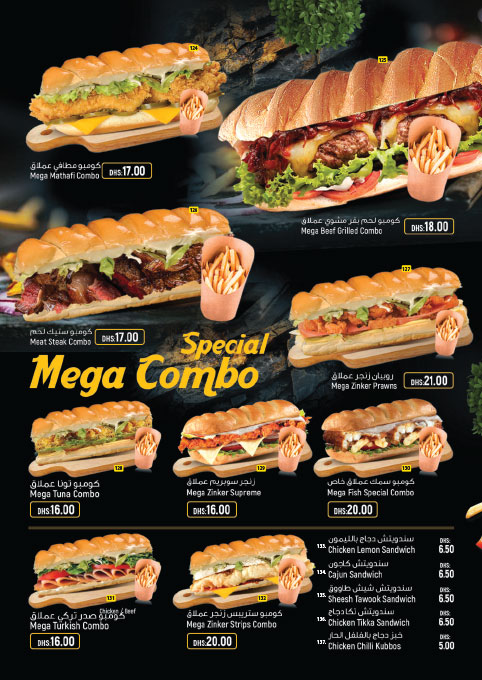 124
كومبو مطافي عملاق
Mega Mathafi Combo
DHS:17.00
125
كومبو لحم بقر مشوي عملاق
Mega Beef Grilled Combo
DHS:18.00
126
كومبو ستيك لحم
Meat Steak Combo
DHS:17.00
127
روبيان زنجر عملاق
Mega Zinker Prawns
DHS:21.00
Special
Mega Combo
128
كومبو تونا عملاق
Mega Tuna Combo
DHS:16.00
129
زنجر سوبريم عملاق
Mega Zinker Supreme
DHS:16.00
130
كومبو سمك عملاق خاص
Mega Fish Special Combo
DHS:20.00
131
Chicken / Beef
كومبو صدر تركي عملاق
Mega Turkish Combo
DHS:16.00
132
كومبو ستريبس زنجر عملاق
Mega Zinker Strips Combo
DHS:20.00
DHS:
سندويتش دجاج بالليمون
133. Chicken Lemon Sandwich 6.50
سندويتش كاجون DHS:
134. Cajun Sandwich 6.50
سندويتش شيش طاووق DHS:
135. Sheesh Tawook Sandwich 6.50
سندويتش تكا دجاج DHS:
136. Chicken Tikka Sandwich 6.50
خبز دجاج بالفلفل الحار DHS:
137. Chicken Chilli Kubbos 5.00